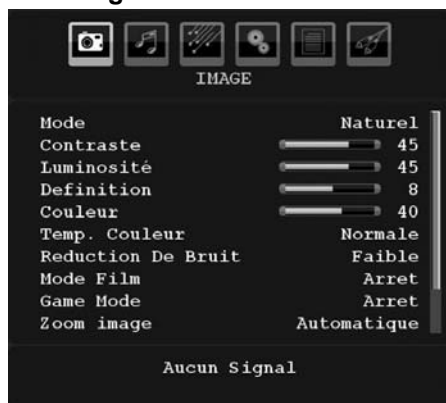 IMAGE
Mode Naturel
Contraste 45
Luminosité 45
Definition 8
Couleur 40
Temp. Couleur Normale
Reduction De Bruit Faible
Mode Film Arret
Game Mode Arret
Zoom image Automatique
Aucun Signal